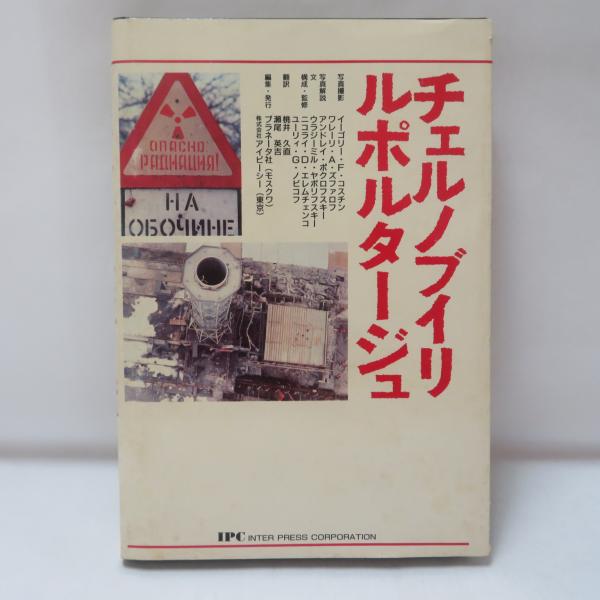 チェルノブイリ
ルポルタージュ
写真撮影 イーゴリー・F・コスチン
ワレーリ・A・ズファロフ
写真解説 アンドレイ・ポクロフスキー
文 ウラジーミル・ヤボリフスキー
構成・監修 ニコライ・D・エレムチェンコ
ユーリィ・G・ノビコフ
翻訳 桃井 久直
瀬尾 英吉
編集・発行 プラネータ社(モスクワ)
株式会社アイピーシー(東京)
ОПАСНО:
РАДИАЦИЯ!
НА
ОБОЧИНЕ
IPC INTER PRESS CORPORATION